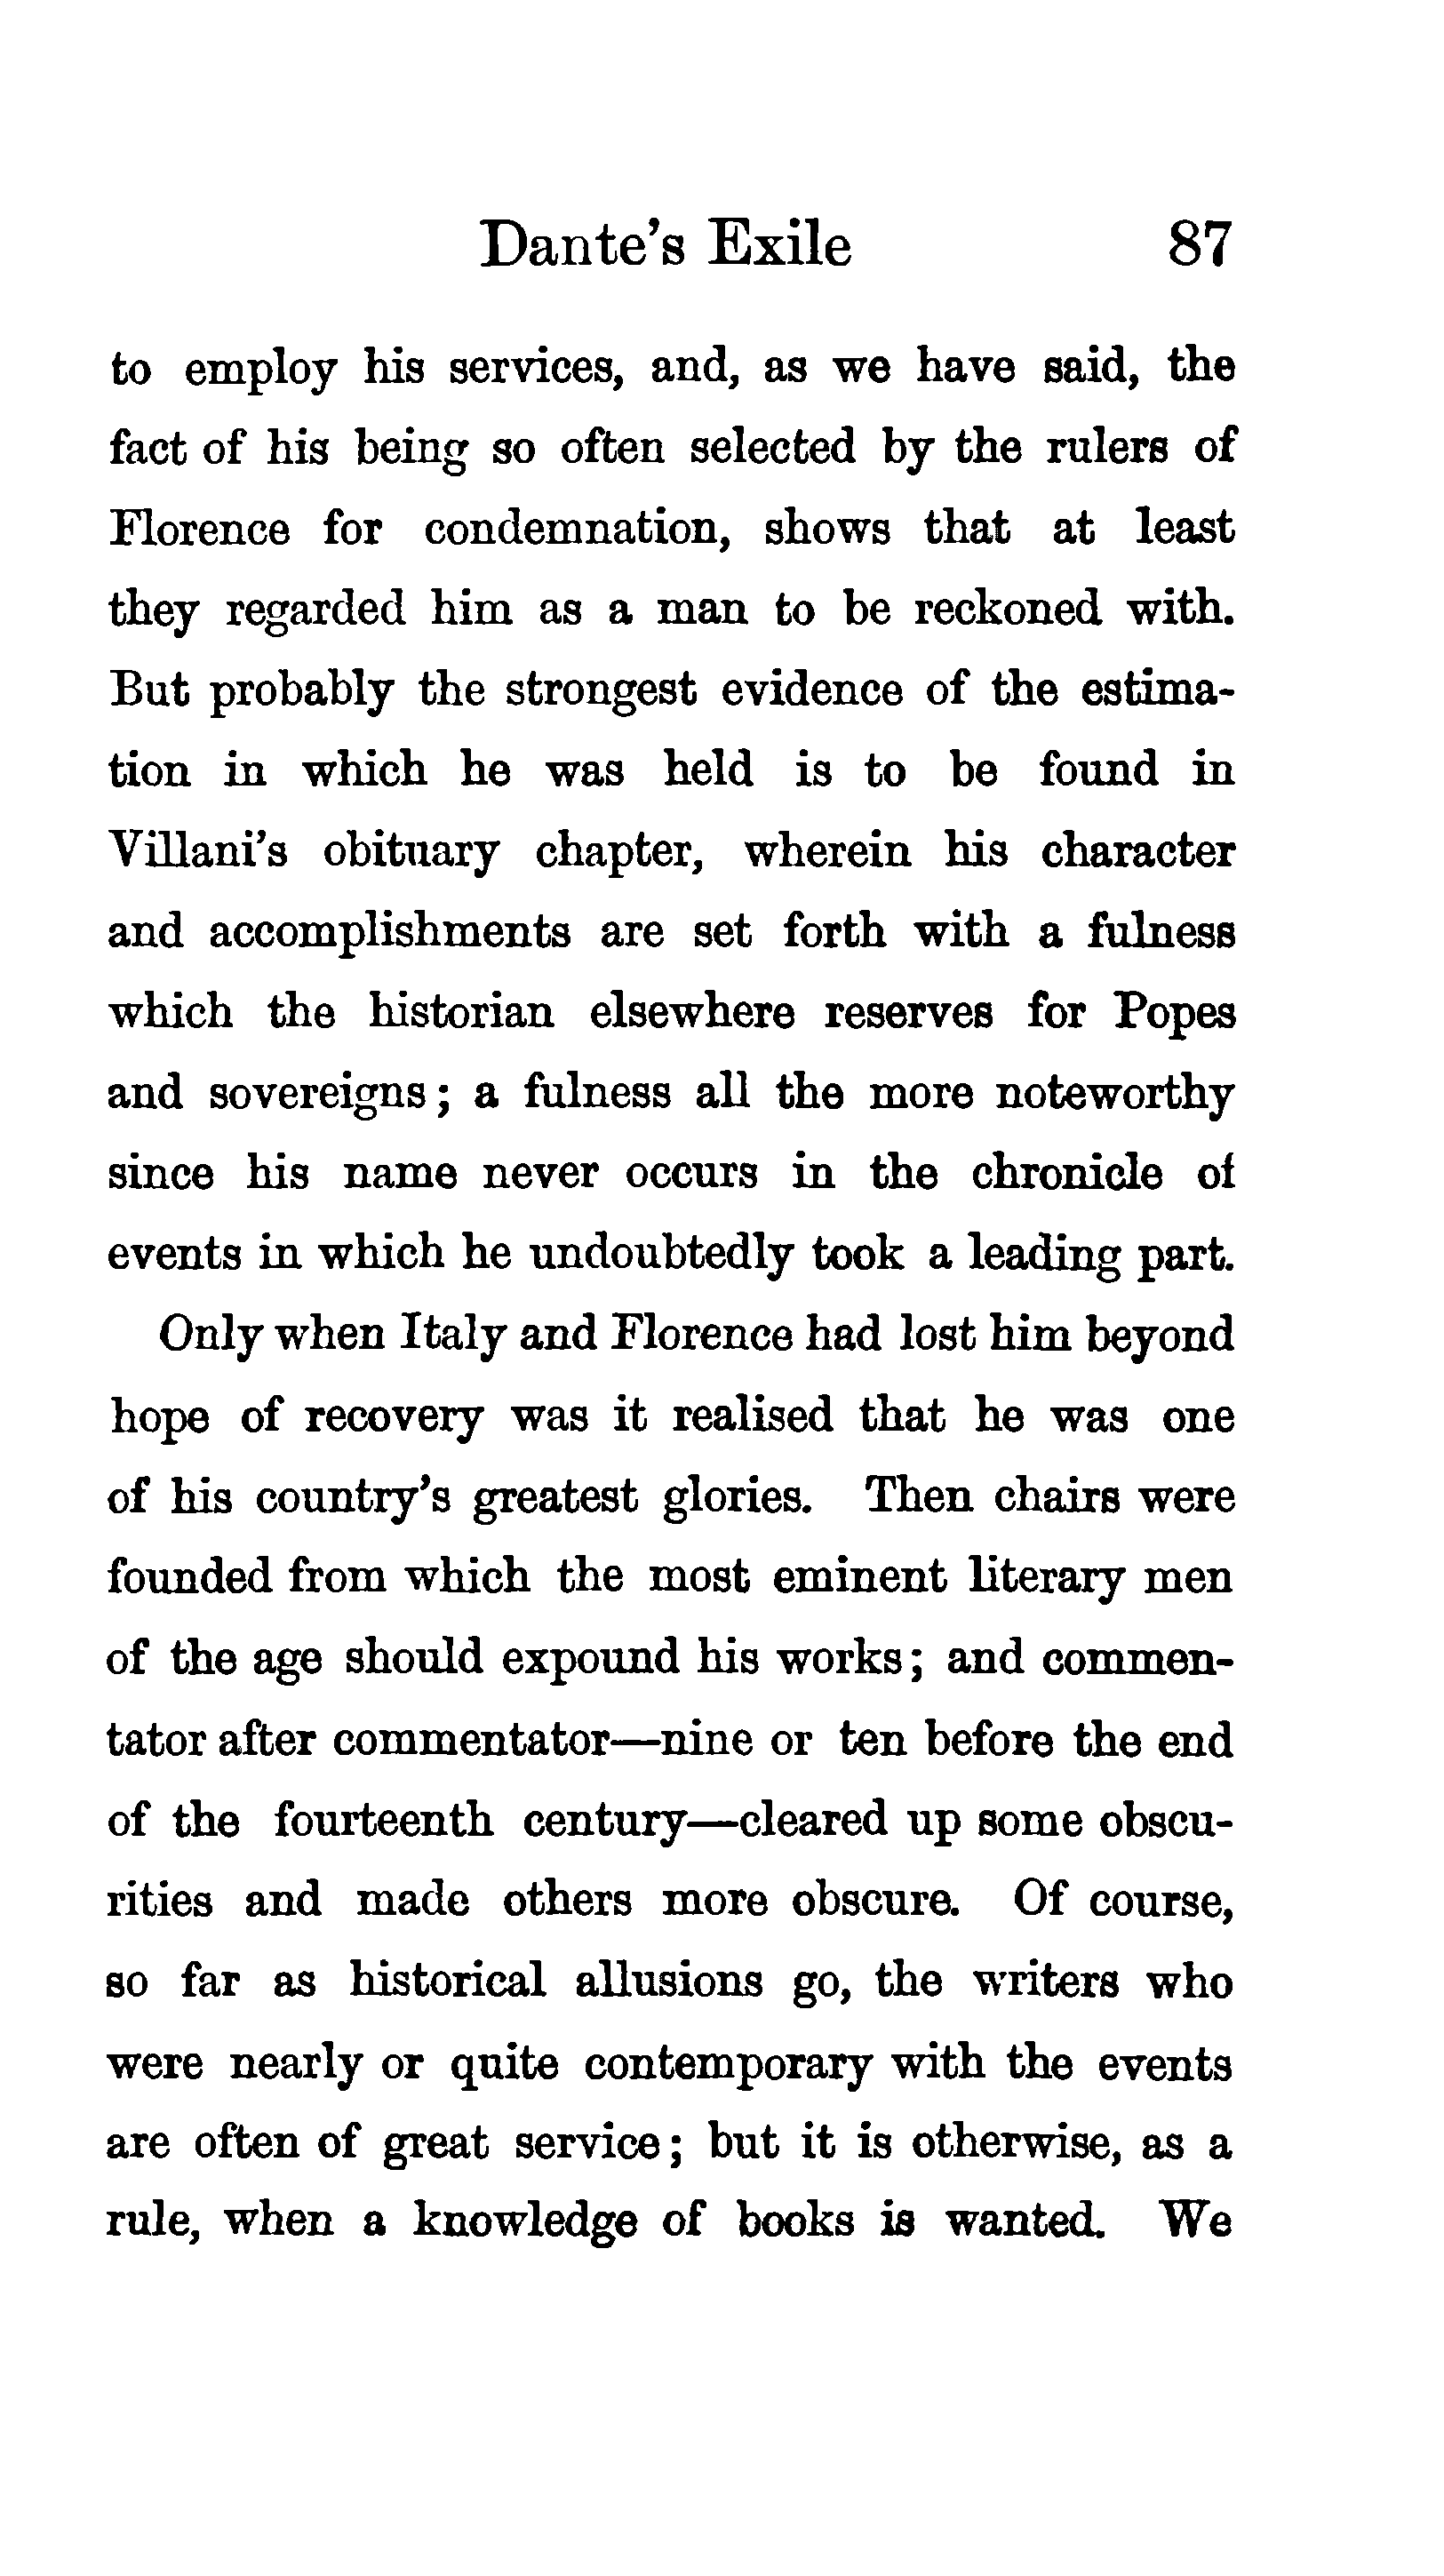 Dante's Exile 87
to employ his services, and, as we have said, the
fact of his being so often selected by the rulers of
Florence for condemnation, shows that at least
they regarded him as a man to be reckoned with.
But probably the strongest evidence of the estima-
tion in which he was held is to be found in
Villani's obituary chapter, wherein his character
and accomplishments are set forth with a fulness
which the historian elsewhere reserves for Popes
and sovereigns; a fulness all the more noteworthy
since his name never occurs in the chronicle of
events in which he undoubtedly took a leading part.
Only when Italy and Florence had lost him beyond
hope of recovery was it realised that he was one
of his country's greatest glories. Then chairs were
founded from which the most eminent literary men
of the age should expound his works; and commen-
tator after commentator—nine or ten before the end
of the fourteenth century—cleared up some obscu-
rities and made others more obscure. Of course,
so far as historical allusions go, the writers who
were nearly or quite contemporary with the events
are often of great service; but it is otherwise, as a
rule, when a knowledge of books is wanted. We